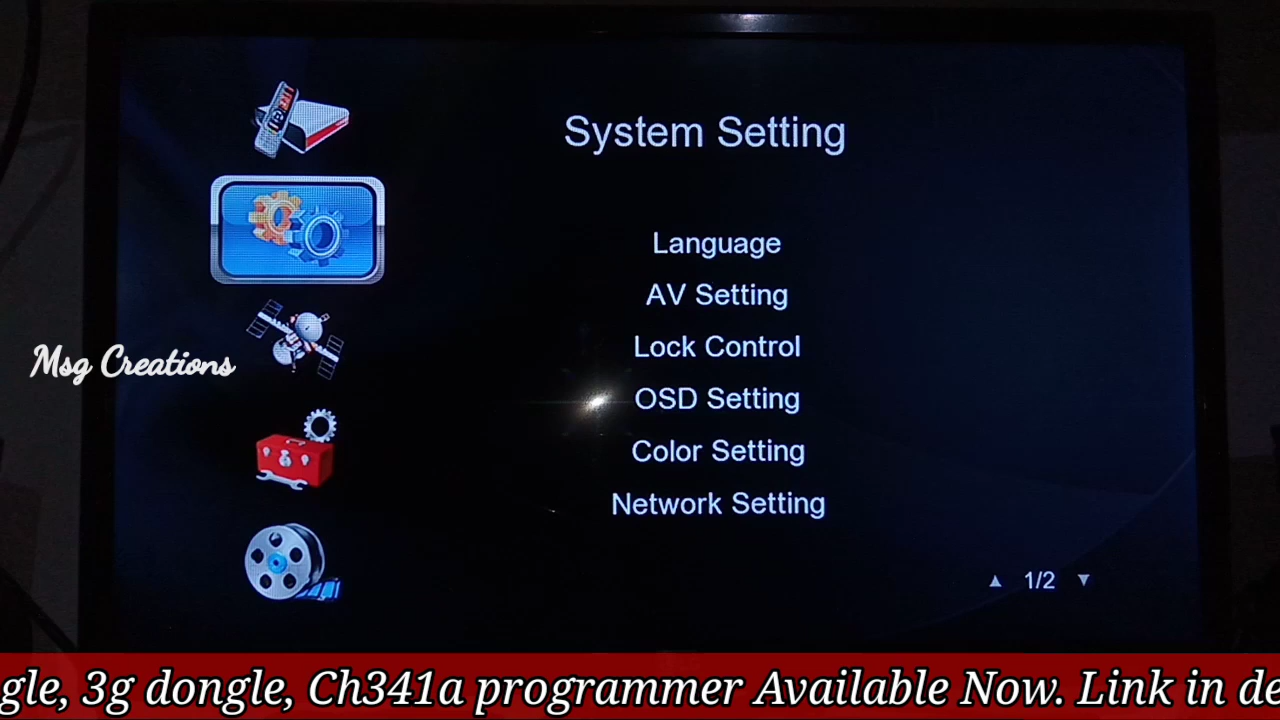 System Setting
Language
AV Setting
Lock Control
Msg Creations
OSD Setting
Color Setting
Network Setting
▲ 1/2 ▼
gle, 3g dongle, Ch341a programmer Available Now. Link in de